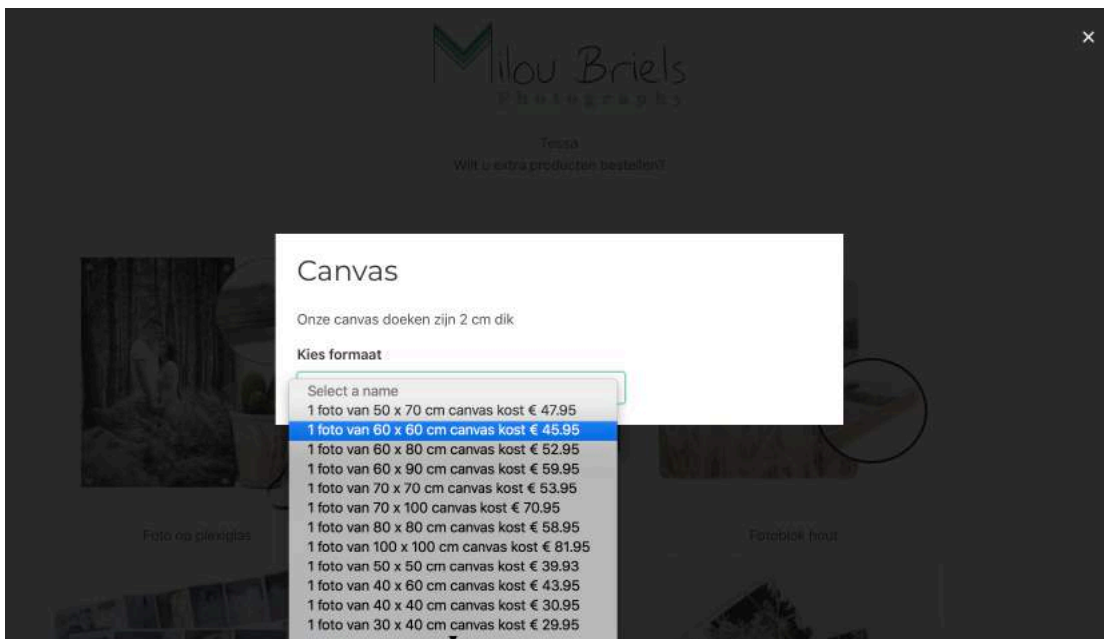 Milou Briels
Photography
Tessa
Wilt u extra producten bestellen?
Canvas
Onze canvas doeken zijn 2 cm dik
Kies formaat
Select a name
1 foto van 50 x 70 cm canvas kost € 47.95
1 foto van 60 x 60 cm canvas kost € 45.95
1 foto van 60 x 80 cm canvas kost € 52.95
1 foto van 60 x 90 cm canvas kost € 59.95
1 foto van 70 x 70 cm canvas kost € 53.95
1 foto van 70 x 100 cm canvas kost € 70.95
1 foto van 80 x 80 cm canvas kost € 58.95
1 foto van 100 x 100 cm canvas kost € 81.95
1 foto van 50 x 50 cm canvas kost € 39.93
1 foto van 40 x 60 cm canvas kost € 43.95
1 foto van 40 x 40 cm canvas kost € 30.95
1 foto van 30 x 40 cm canvas kost € 29.95
Foto op plexiglas
Fotoblok hout